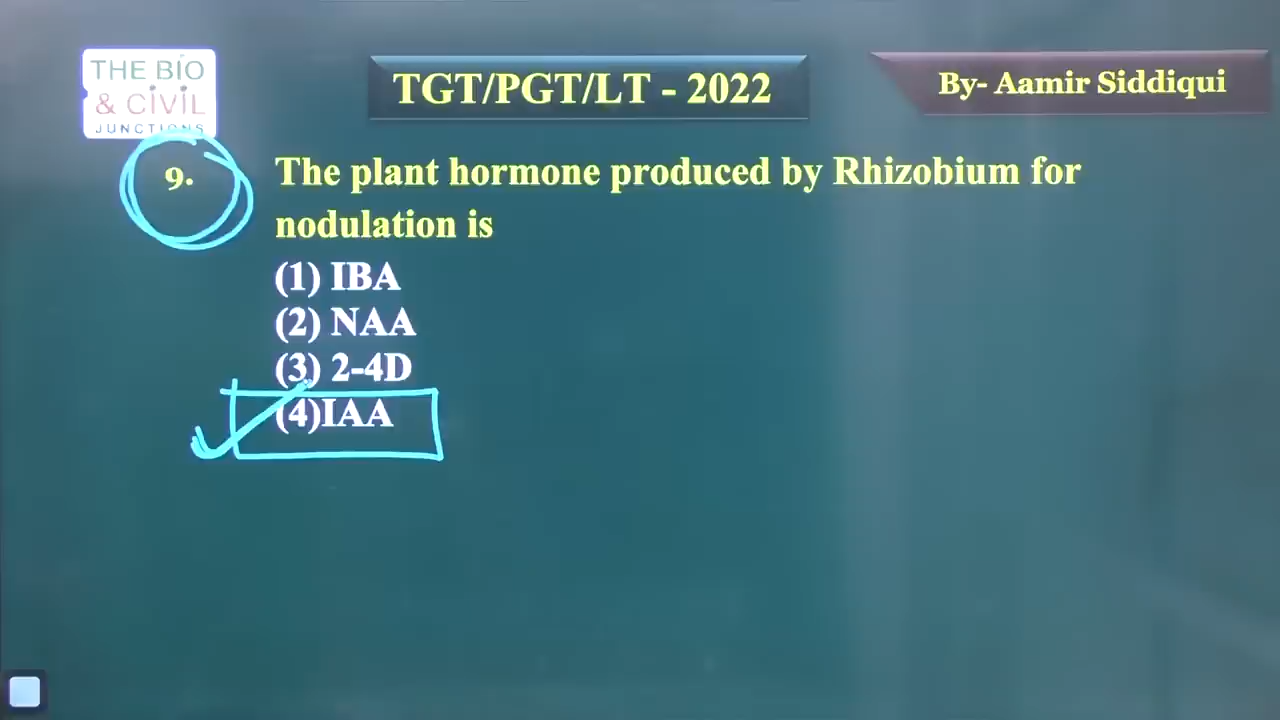 THE BIO
& CIVIL
JUNCTIONS
TGT/PGT/LT - 2022
By- Aamir Siddiqui
9.
The plant hormone produced by Rhizobium for
nodulation is
(1) IBA
(2) NAA
(3) 2-4D
(4)IAA